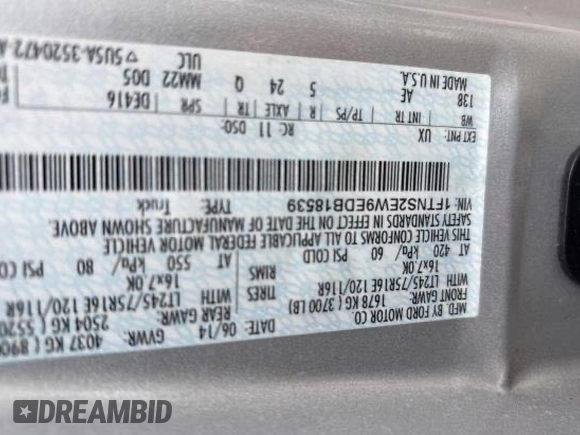 MFD. BY FORD MOTOR CO.
DATE: 06/14 GVWR: 4037 KG ( 890
FRONT GAWR: 1678 KG ( 3700 LB) REAR GAWR: 2504 KG ( 552
WITH LT245/75R16E 120/116R TIRES WITH LT245/75R16E 120/116R
16x7.0K RIMS 16x7.0K
AT 420 kPa/ 60 PSI COLD AT 550 kPa/ 80 PSI CO
THIS VEHICLE CONFORMS TO ALL APPLICABLE FEDERAL MOTOR VEHICLE
SAFETY STANDARDS IN EFFECT ON THE DATE OF MANUFACTURE SHOWN ABOVE.
VIN: 1FTNS2EW9EDB18539 TYPE: Truck
EXT PNT: UX RC: 11 DSO:
WB INT TR TP/PS R AXLE TR SPR
138 AE 5 24 Q MM22 D05
DE416
MADE IN U.S.A. ULC
▽ 5USA-3520472-A
DREAMBID